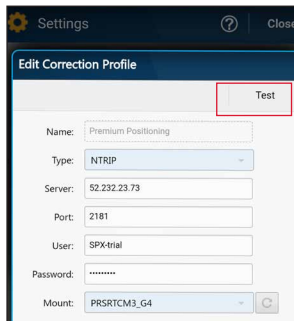 Settings
Close
Edit Correction Profile
Test
Name: Premium Positioning
Type: NTRIP
Server: 52.232.23.73
Port: 2181
User: SPX-trial
Password: •••••••••
Mount: PRSRTCM3_G4